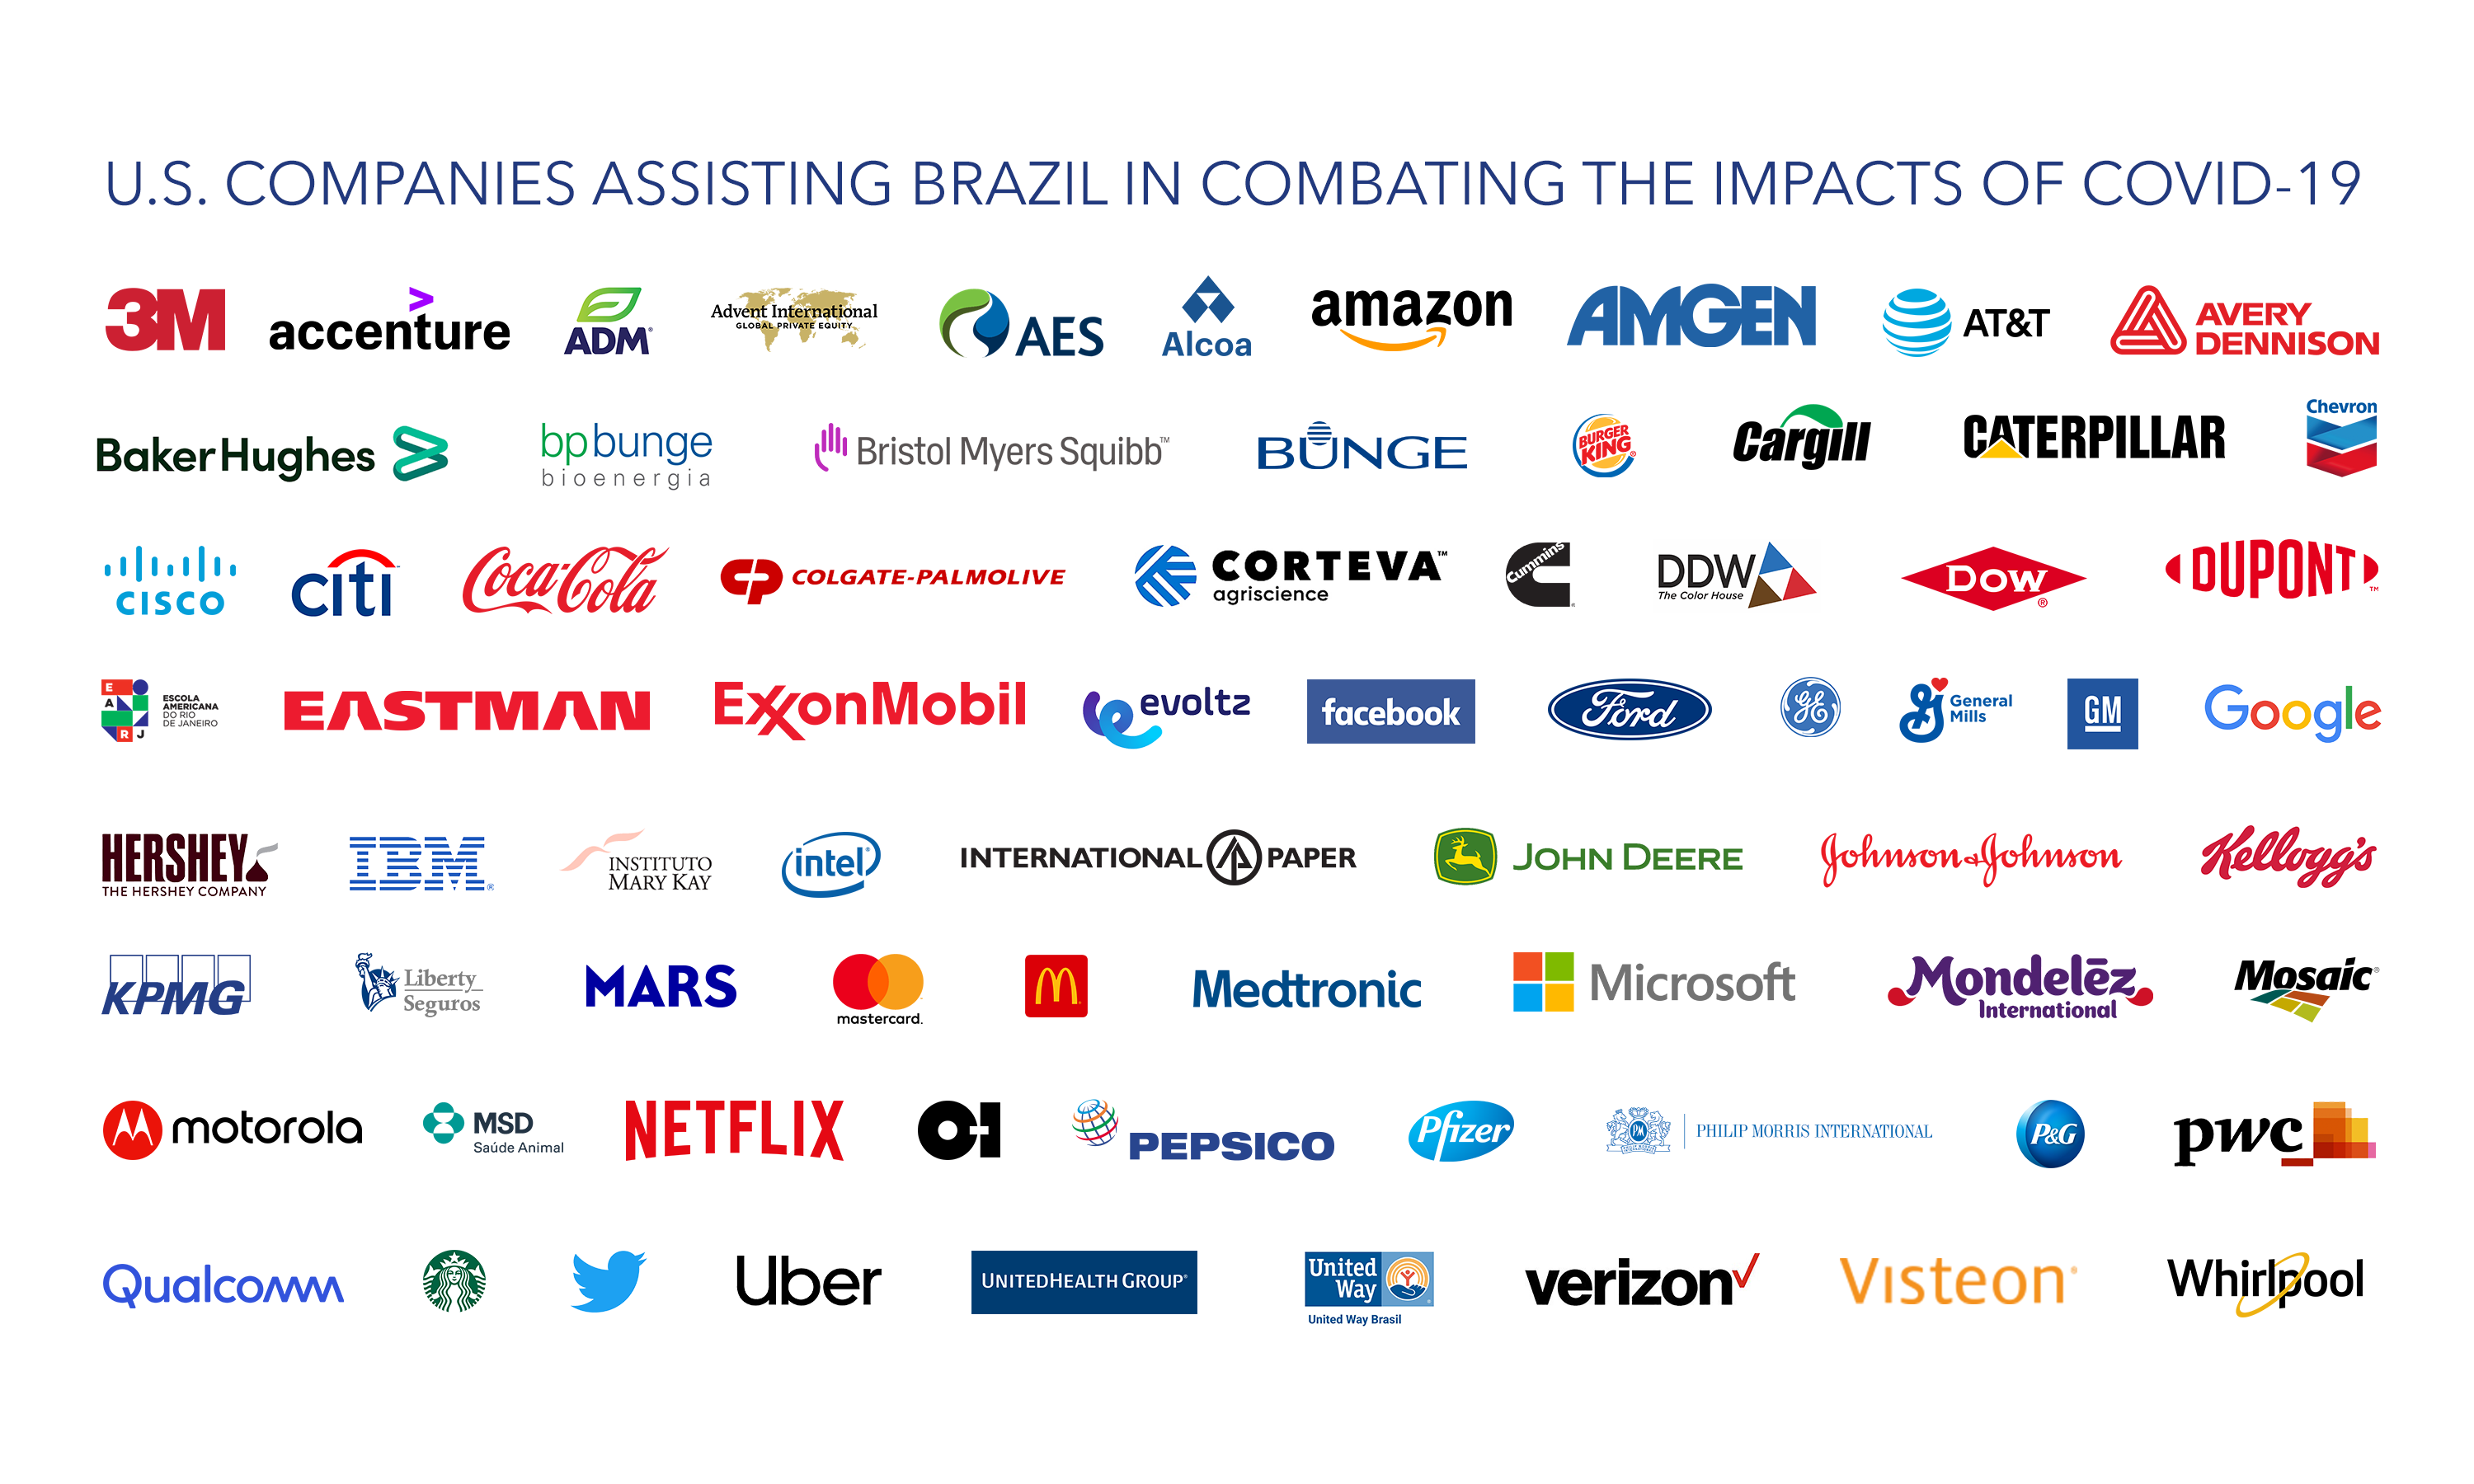 U.S. COMPANIES ASSISTING BRAZIL IN COMBATING THE IMPACTS OF COVID-19
3M
accenture
ADM
Advent International
GLOBAL PRIVATE EQUITY
AES
Alcoa
amazon
AMGEN
AT&T
AVERY
DENNISON
Baker Hughes
bp bunge
bioenergia
Bristol Myers Squibb™
BUNGE
BURGER
KING
Cargill
CATERPILLAR
Chevron
CISCO
citi
Coca-Cola
CP COLGATE-PALMOLIVE
CORTEVA™
agriscience
Cummins
DDW
The Color House
DOW
DUPONT™
E
A
R J
ESCOLA
AMERICANA
DO RIO
DE JANEIRO
EASTMAN
ExxonMobil
evoltz
facebook
Ford
GE
G General
Mills
GM
Google
HERSHEY
THE HERSHEY COMPANY
IBM®
INSTITUTO
MARY KAY
intel
INTERNATIONAL PAPER
JOHN DEERE
Johnson & Johnson
Kellogg's
KPMG
Liberty
Seguros
MARS
mastercard.
M
Medtronic
Microsoft
Mondelēz
International
Mosaic®
motorola
MSD
Saúde Animal
NETFLIX
PEPSICO
Pfizer
PM PHILIP MORRIS INTERNATIONAL
P&G
pwc
Qualcomm
Uber
UNITEDHEALTH GROUP®
United
Way
United Way Brasil
verizon✓
Visteon®
Whirlpool